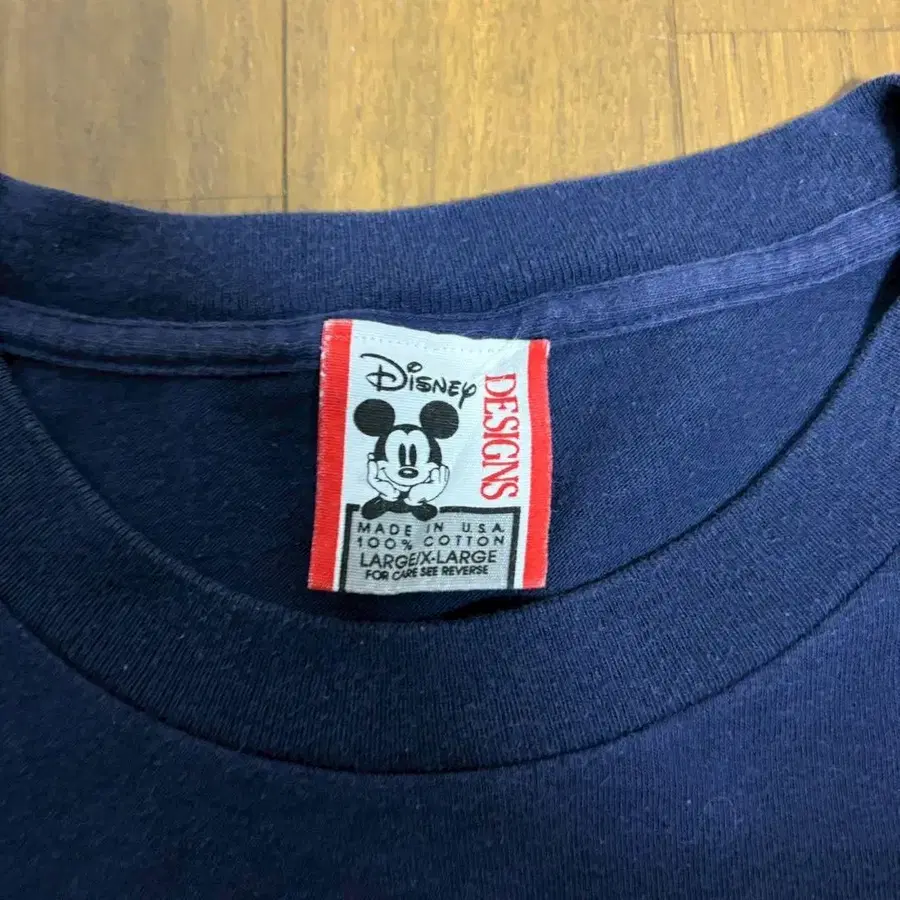 Disney
DESIGNS
MADE IN U.S.A.
100% COTTON
LARGE/X-LARGE
FOR CARE SEE REVERSE